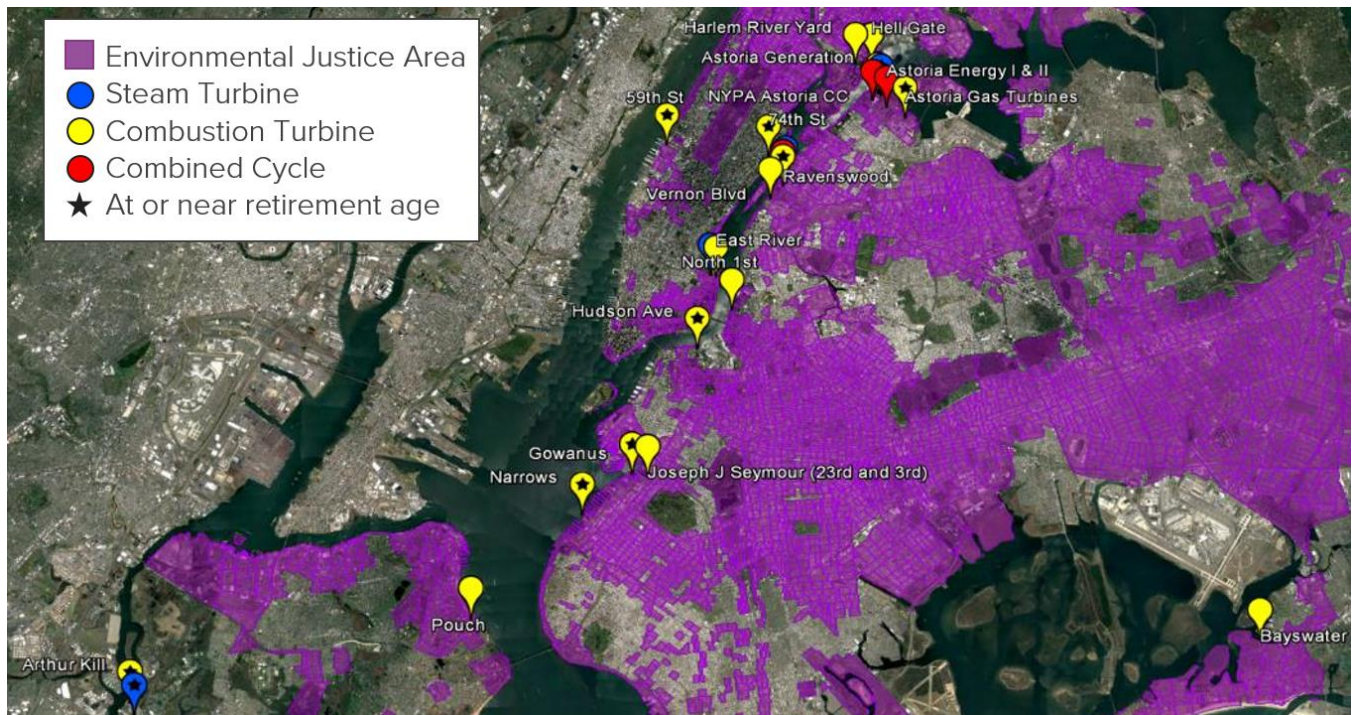 Environmental Justice Area
Steam Turbine
Combustion Turbine
Combined Cycle
At or near retirement age
Harlem River Yard
Hell Gate
Astoria Generation
Astoria Energy I & II
NYPA Astoria CC
Astoria Gas Turbines
59th St
74th St
Ravenswood
Vernon Blvd
East River
North 1st
Hudson Ave
Gowanus
Joseph J Seymour (23rd and 3rd)
Narrows
Pouch
Bayswater
Arthur Kill